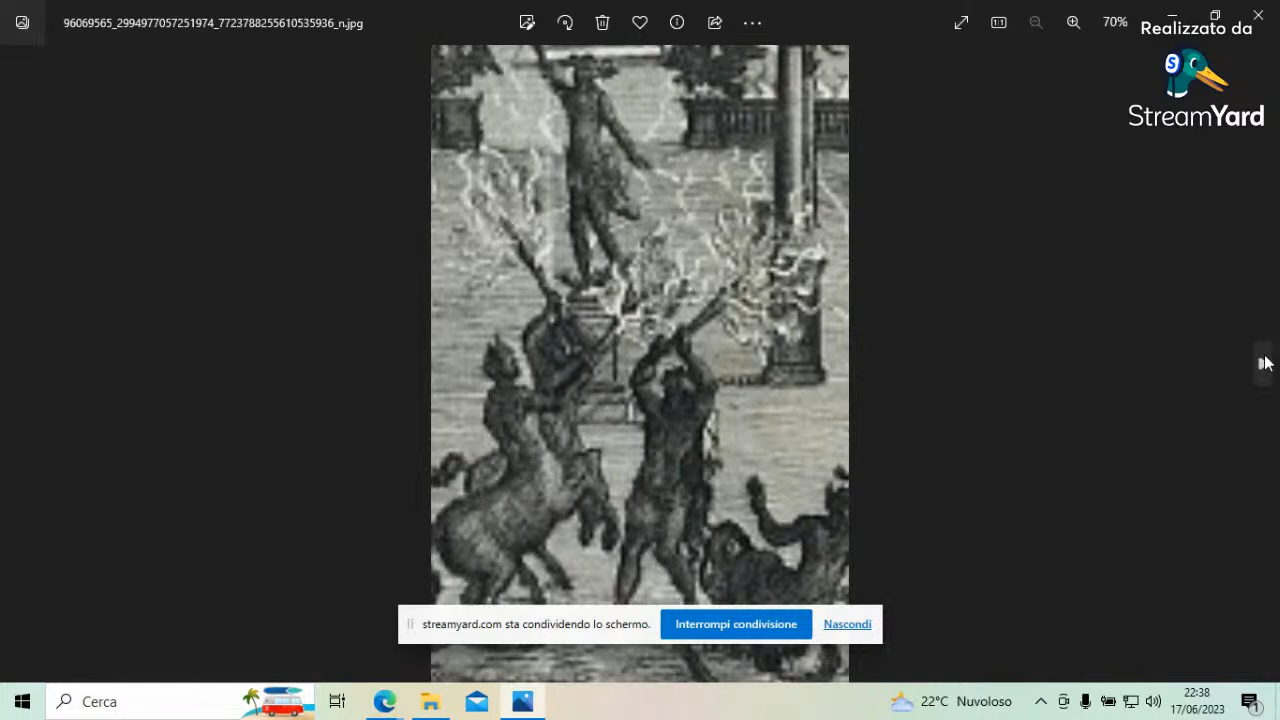 96069565_2994977057251974_7723788255610535936_n.jpg
70%
Realizzato da
S
StreamYard
streamyard.com sta condividendo lo schermo.
Interrompi condivisione
Nascondi
Cerca
22°C Nuvoloso
22:38
17/06/2023
1